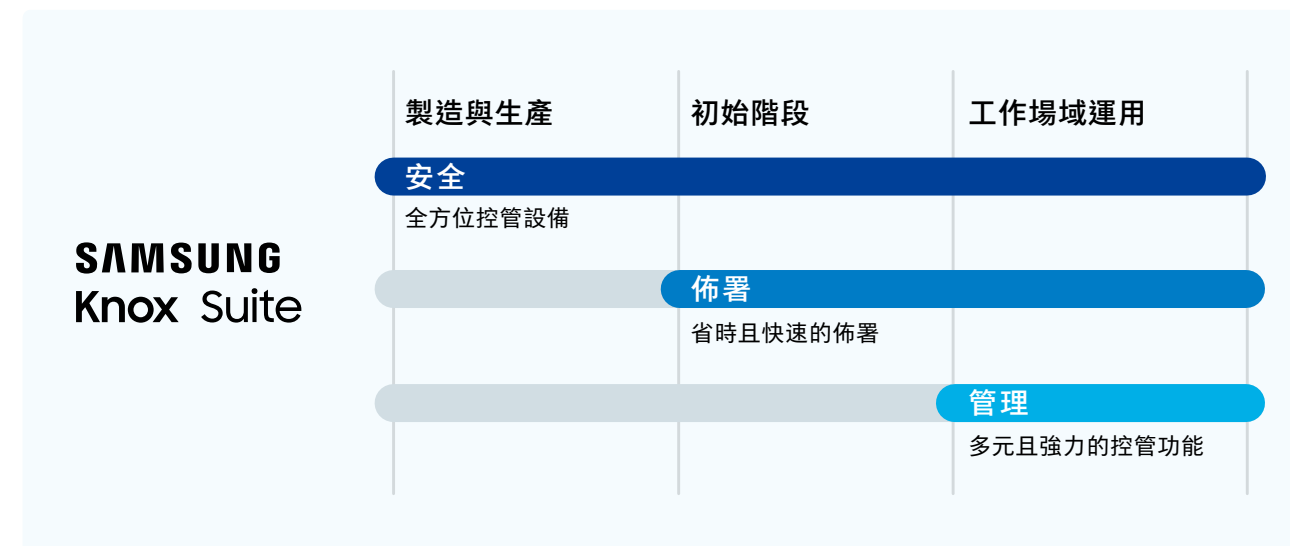 製造與生產
初始階段
工作場域運用
安全
全方位控管設備
SAMSUNG
Knox Suite
佈署
省時且快速的佈署
管理
多元且強力的控管功能